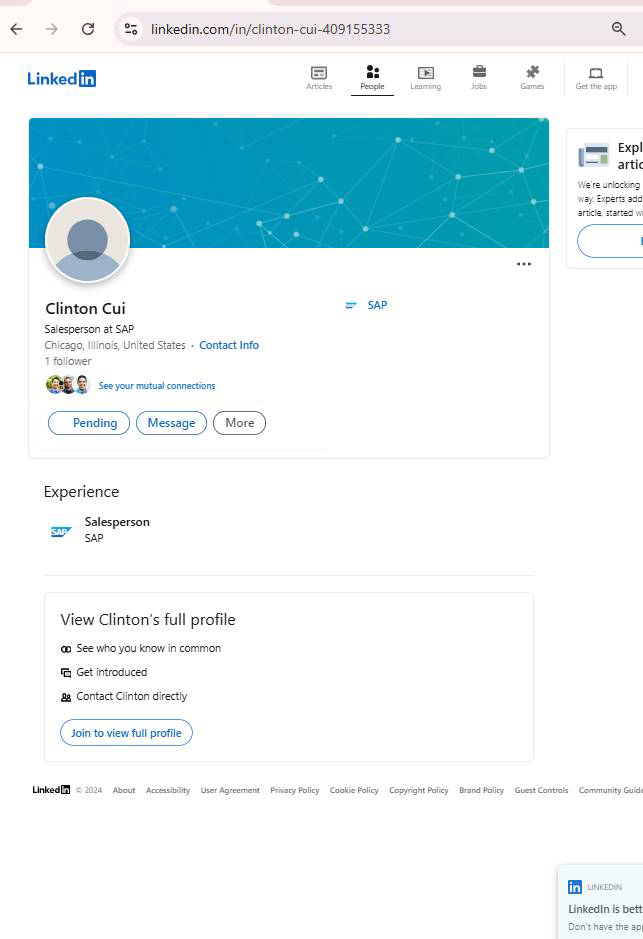 linkedin.com/in/clinton-cui-409155333
Linkedin
Articles
People
Learning
Jobs
Games
Get the app
Expl
artic
We're unlocking
way. Experts add
article, started wi
Clinton Cui
SAP
Salesperson at SAP
Chicago, Illinois, United States · Contact Info
1 follower
See your mutual connections
Pending
Message
More
Experience
SAP
Salesperson
SAP
View Clinton's full profile
See who you know in common
Get introduced
Contact Clinton directly
Join to view full profile
Linkedin © 2024 About Accessibility User Agreement Privacy Policy Cookie Policy Copyright Policy Brand Policy Guest Controls Community Guide
in LINKEDIN
LinkedIn is bett
Don't have the app